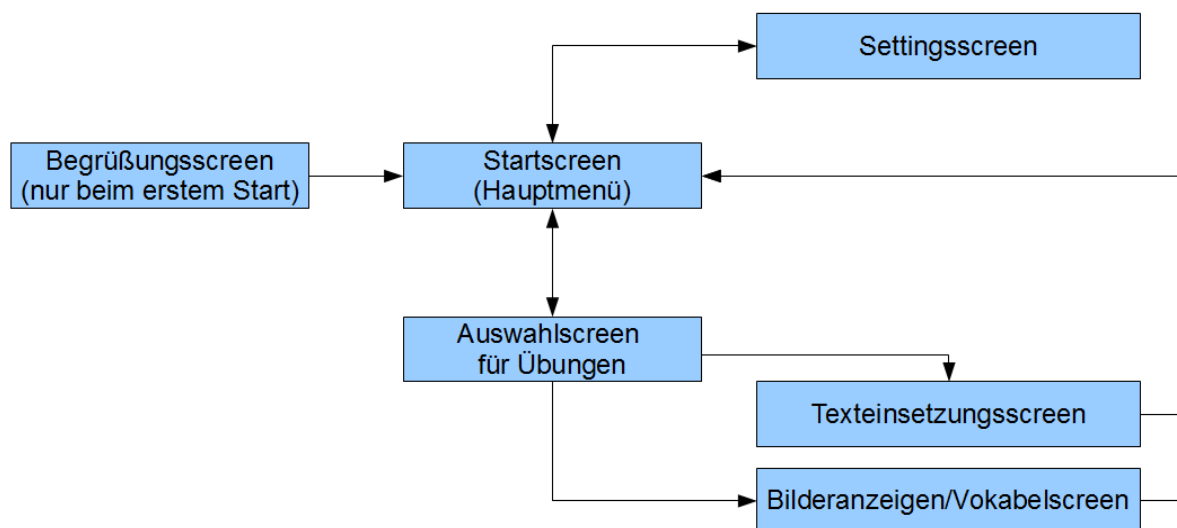 Settingsscreen
Begrüßungsscreen
(nur beim erstem Start)
Startscreen
(Hauptmenü)
Auswahlscreen
für Übungen
Texteinsetzungsscreen
Bilderanzeigen/Vokabelscreen